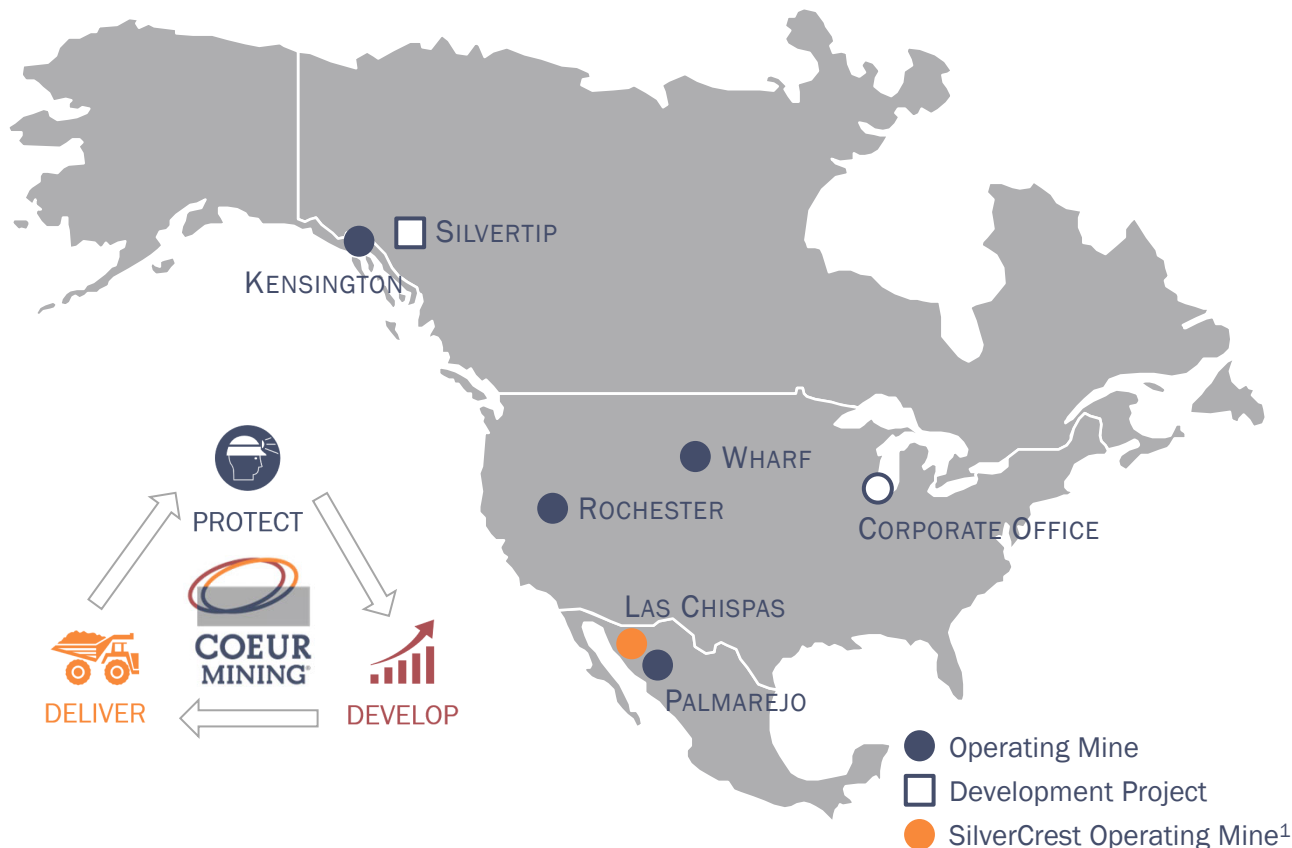 SILVERTIP
KENSINGTON
WHARF
ROCHESTER
CORPORATE OFFICE
LAS CHISPAS
PALMAREJO
PROTECT
COEUR
MINING®
DELIVER
DEVELOP
Operating Mine
Development Project
SilverCrest Operating Mine¹